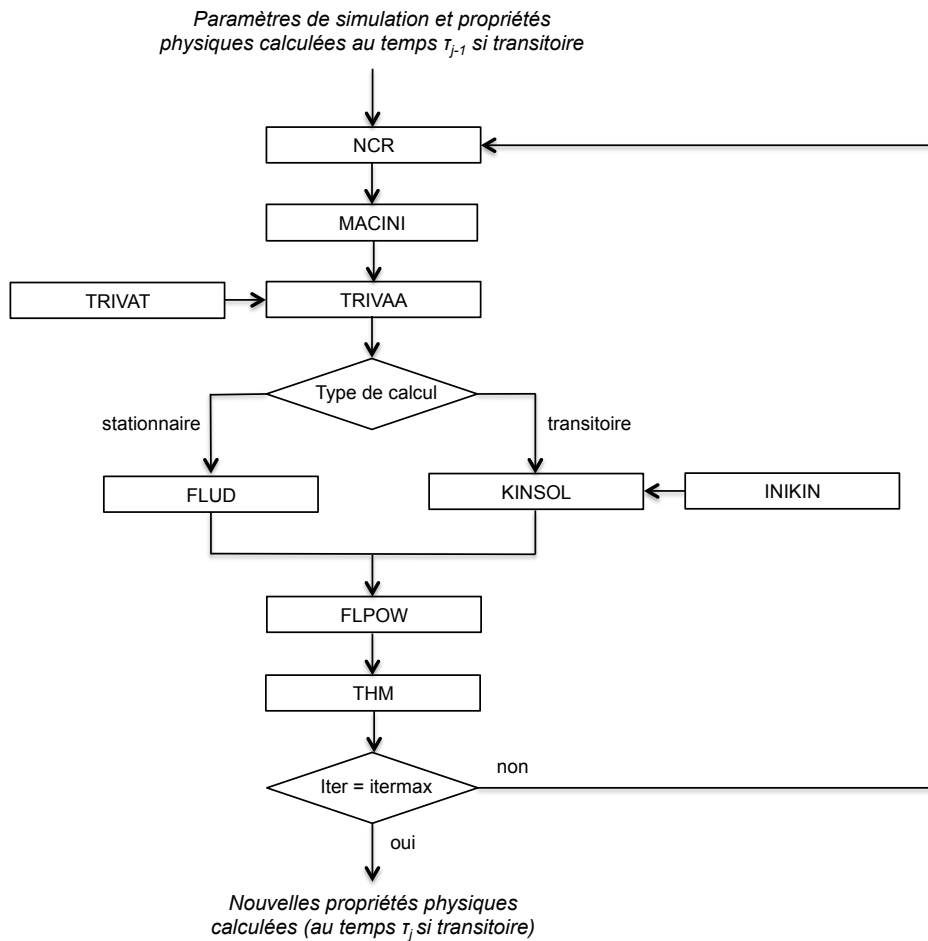 Paramètres de simulation et propriétés
physiques calculées au temps τj-1 si transitoire
NCR
MACINI
TRIVAT
TRIVAA
Type de calcul
stationnaire
transitoire
FLUD
KINSOL
INIKIN
FLPOW
THM
Iter = itermax
non
oui
Nouvelles propriétés physiques
calculées (au temps τj si transitoire)